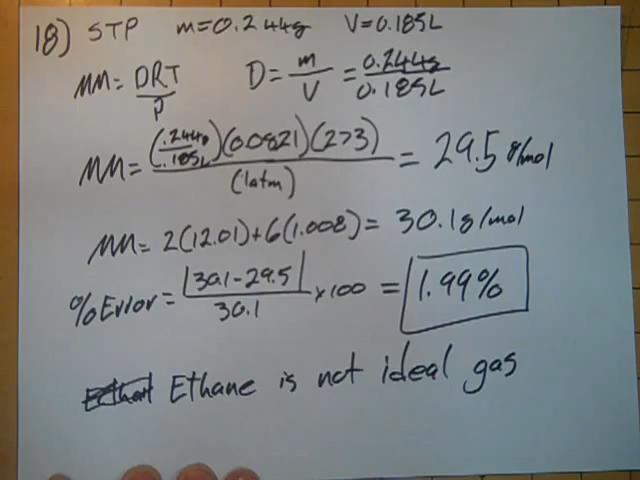 18) STP m=0.244g V=0.185L
MM= DRT/P D= m/V = 0.244g/0.185L
MM= (.244g/.185L)(0.0821)(273)/(1atm) = 29.5 g/mol
MM= 2(12.01)+6(1.008)= 30.1g/mol
%Error= |30.1-29.5|/30.1 ×100 = 1.99%
Ethane is not ideal gas